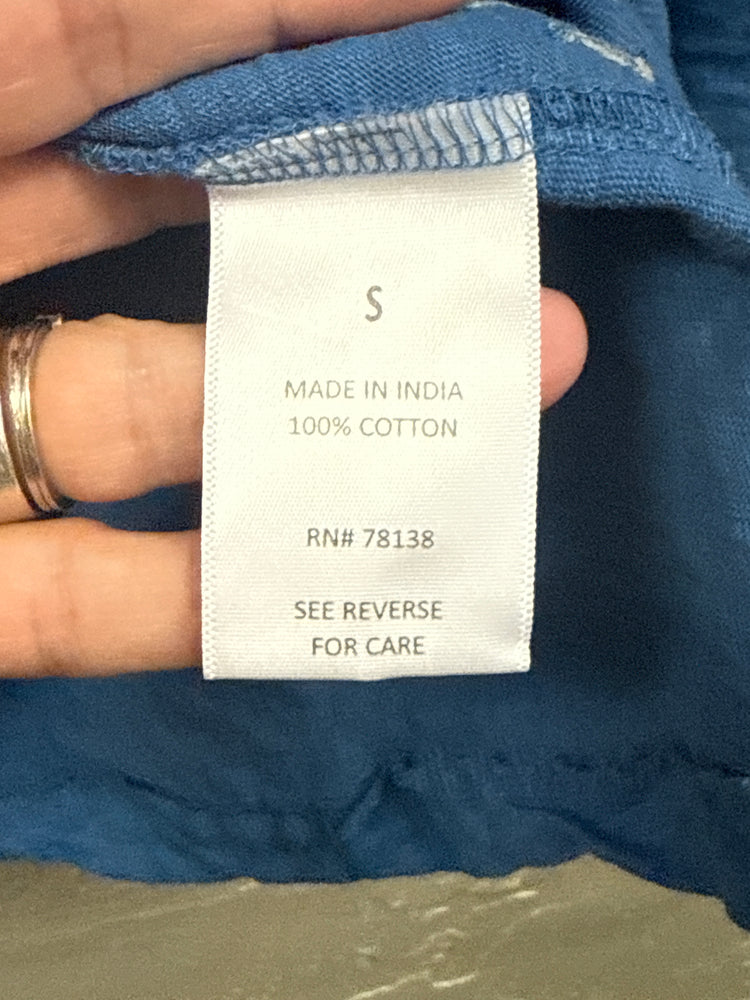 S
MADE IN INDIA
100% COTTON
RN# 78138
SEE REVERSE
FOR CARE